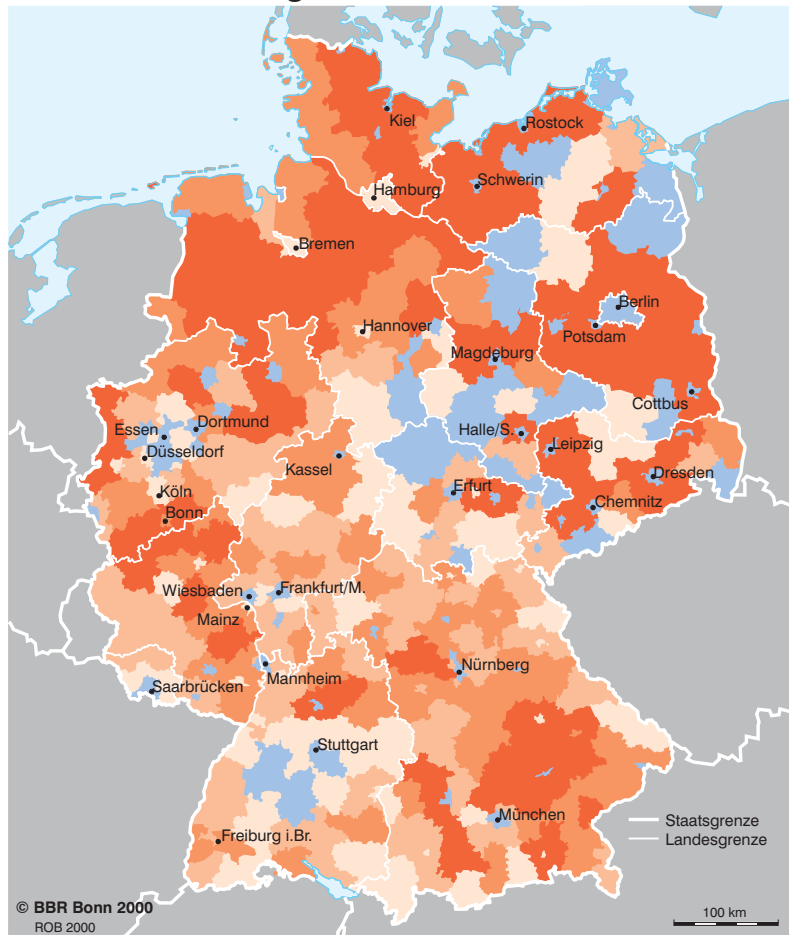 Kiel
Rostock
Schwerin
Hamburg
Bremen
Berlin
Hannover
Potsdam
Magdeburg
Cottbus
Essen
Dortmund
Halle/S.
Leipzig
Düsseldorf
Kassel
Dresden
Köln
Erfurt
Chemnitz
Bonn
Wiesbaden
Frankfurt/M.
Mainz
Nürnberg
Mannheim
Saarbrücken
Stuttgart
München
Staatsgrenze
Freiburg i.Br.
Landesgrenze
© BBR Bonn 2000
ROB 2000
100 km